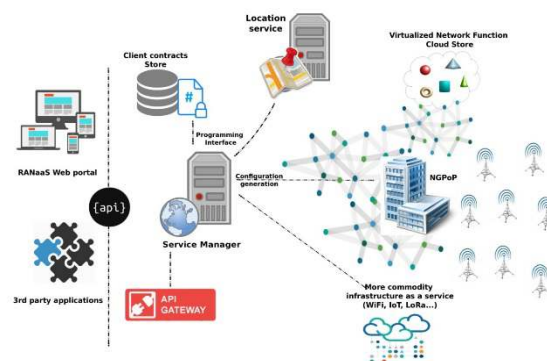 Location
service
Client contracts
Store
#
Virtualized Network Function
Cloud Store
Programming
Interface
RANaaS Web portal
{api}
Configuration
generation
NGPoP
Service Manager
3rd party applications
API
GATEWAY
More commodity
infrastructure as a service
(WiFi, IoT, LoRa...)